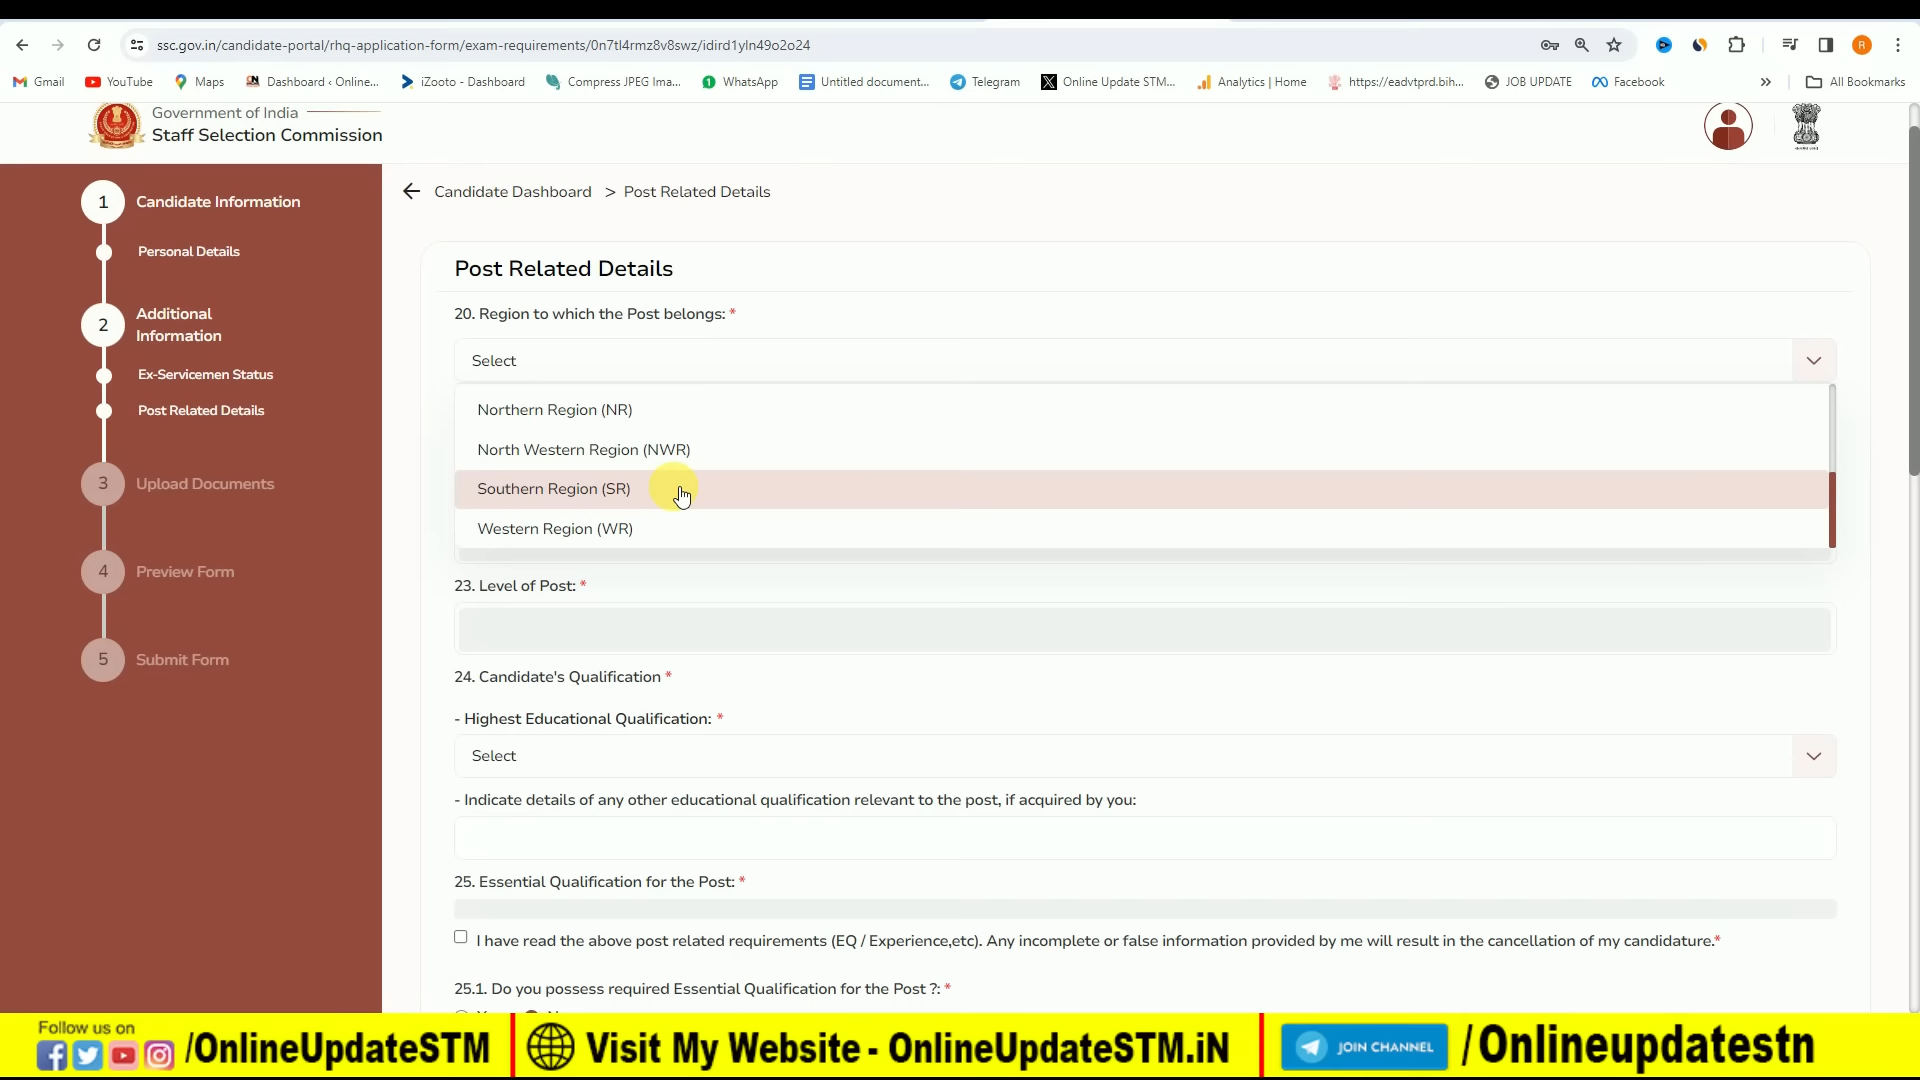 ssc.gov.in/candidate-portal/rhq-application-form/exam-requirements/0n7tl4rmz8v8swz/idird1yln49o2o24
R
Gmail YouTube Maps Dashboard ‹ Online... iZooto - Dashboard Compress JPEG Ima... WhatsApp Untitled document... Telegram Online Update STM... Analytics | Home https://eadvtprd.bih... JOB UPDATE Facebook » All Bookmarks
Government of India
Staff Selection Commission
1 Candidate Information
Personal Details
2 Additional
Information
Ex-Servicemen Status
Post Related Details
3 Upload Documents
4 Preview Form
5 Submit Form
Candidate Dashboard > Post Related Details
Post Related Details
20. Region to which the Post belongs: *
Select
Northern Region (NR)
North Western Region (NWR)
Southern Region (SR)
Western Region (WR)
23. Level of Post: *
24. Candidate's Qualification *
- Highest Educational Qualification: *
Select
- Indicate details of any other educational qualification relevant to the post, if acquired by you:
25. Essential Qualification for the Post: *
I have read the above post related requirements (EQ / Experience,etc). Any incomplete or false information provided by me will result in the cancellation of my candidature.*
25.1. Do you possess required Essential Qualification for the Post ?: *
Follow us on
/OnlineUpdateSTM
Visit My Website - OnlineUpdateSTM.iN
JOIN CHANNEL
/Onlineupdatestn